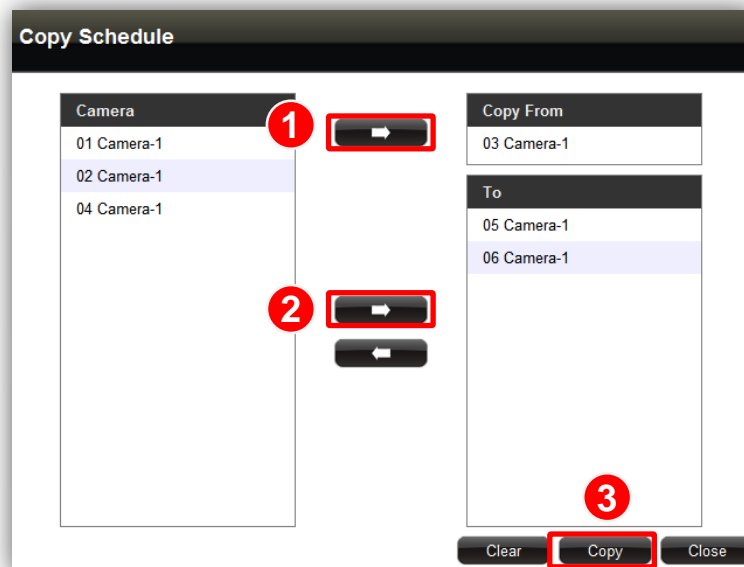 Copy Schedule
Camera
01 Camera-1
02 Camera-1
04 Camera-1
1
Copy From
03 Camera-1
To
05 Camera-1
06 Camera-1
2
3
Clear
Copy
Close